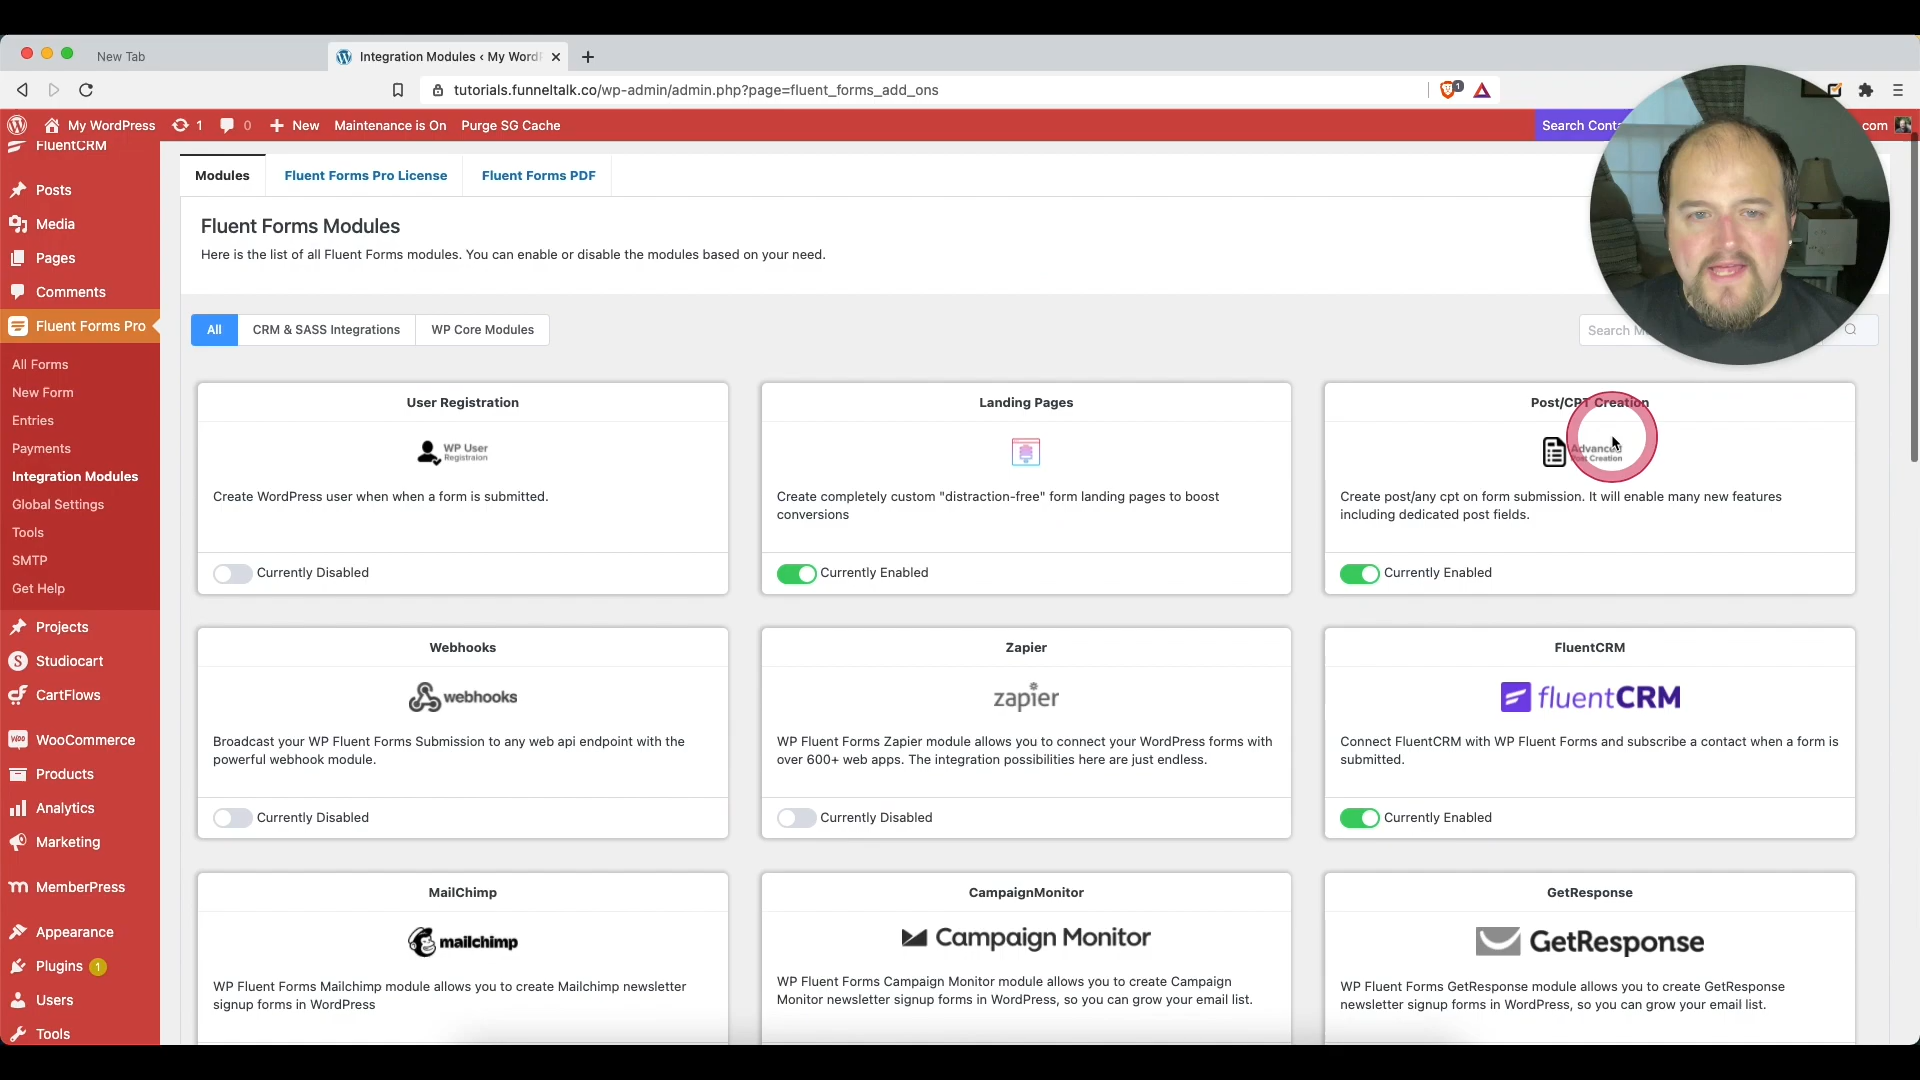 New Tab
Integration Modules ‹ My Word
tutorials.funneltalk.co/wp-admin/admin.php?page=fluent_forms_add_ons
1
My WordPress
1
0
New
Maintenance is On
Purge SG Cache
Search Conta
com
FluentCRM
Posts
Media
Pages
Comments
Fluent Forms Pro
All Forms
New Form
Entries
Payments
Integration Modules
Global Settings
Tools
SMTP
Get Help
Projects
Studiocart
CartFlows
WooCommerce
Products
Analytics
Marketing
MemberPress
Appearance
Plugins 1
Users
Tools
Modules
Fluent Forms Pro License
Fluent Forms PDF
Fluent Forms Modules
Here is the list of all Fluent Forms modules. You can enable or disable the modules based on your need.
All
CRM & SASS Integrations
WP Core Modules
Search M
User Registration
WP User
Registraion
Create WordPress user when when a form is submitted.
Currently Disabled
Landing Pages
Create completely custom "distraction-free" form landing pages to boost
conversions
Currently Enabled
Post/CPT Creation
Advanced
Post Creation
Create post/any cpt on form submission. It will enable many new features
including dedicated post fields.
Currently Enabled
Webhooks
webhooks
Broadcast your WP Fluent Forms Submission to any web api endpoint with the
powerful webhook module.
Currently Disabled
Zapier
zapier
WP Fluent Forms Zapier module allows you to connect your WordPress forms with
over 600+ web apps. The integration possibilities here are just endless.
Currently Disabled
FluentCRM
fluentCRM
Connect FluentCRM with WP Fluent Forms and subscribe a contact when a form is
submitted.
Currently Enabled
MailChimp
mailchimp
WP Fluent Forms Mailchimp module allows you to create Mailchimp newsletter
signup forms in WordPress
CampaignMonitor
Campaign Monitor
WP Fluent Forms Campaign Monitor module allows you to create Campaign
Monitor newsletter signup forms in WordPress, so you can grow your email list.
GetResponse
GetResponse
WP Fluent Forms GetResponse module allows you to create GetResponse
newsletter signup forms in WordPress, so you can grow your email list.